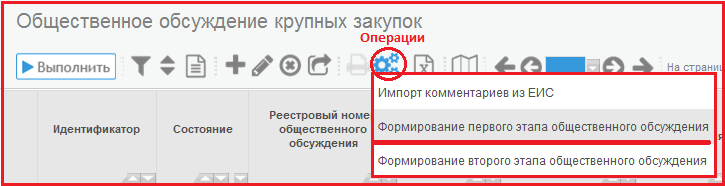 Общественное обсуждение крупных закупок
Операции
Выполнить
На страни
Импорт комментариев из ЕИС
Формирование первого этапа общественного обсуждения
Формирование второго этапа общественного обсуждения
Идентификатор
Состояние
Реестровый номе
общественного
обсуждения